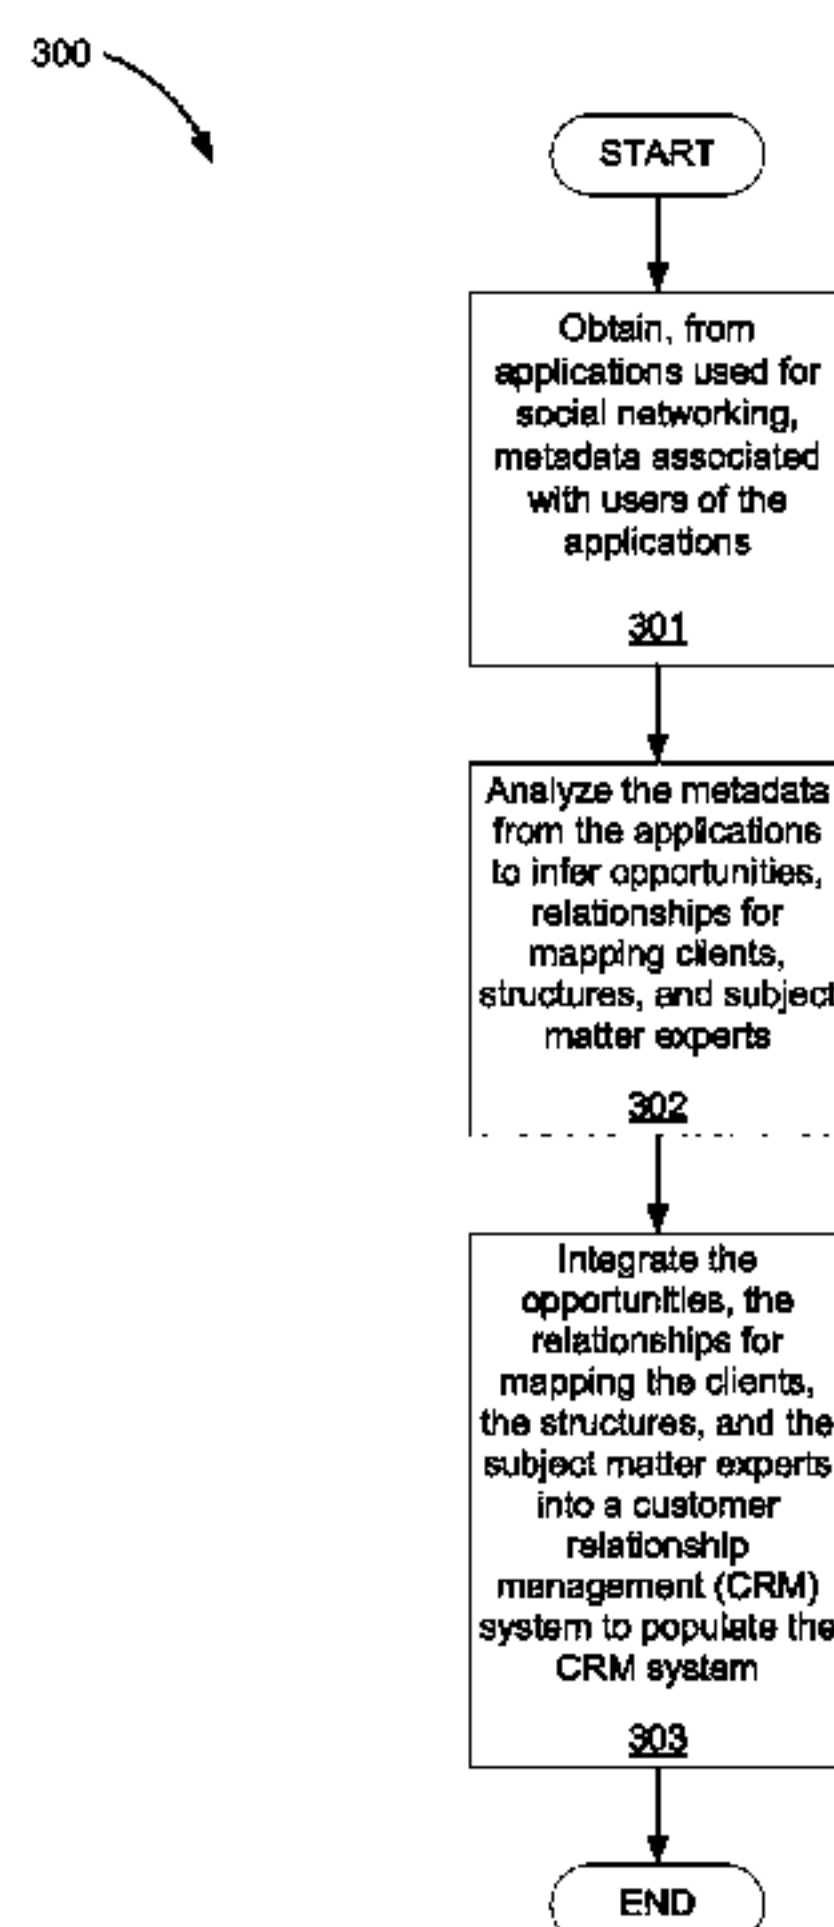 300
START
Obtain, from
applications used for
social networking,
metadata associated
with users of the
applications
301
Analyze the metadata
from the applications
to infer opportunities,
relationships for
mapping clients,
structures, and subject
matter experts
302
Integrate the
opportunities, the
relationships for
mapping the clients,
the structures, and the
subject matter experts
into a customer
relationship
management (CRM)
system to populate the
CRM system
303
END